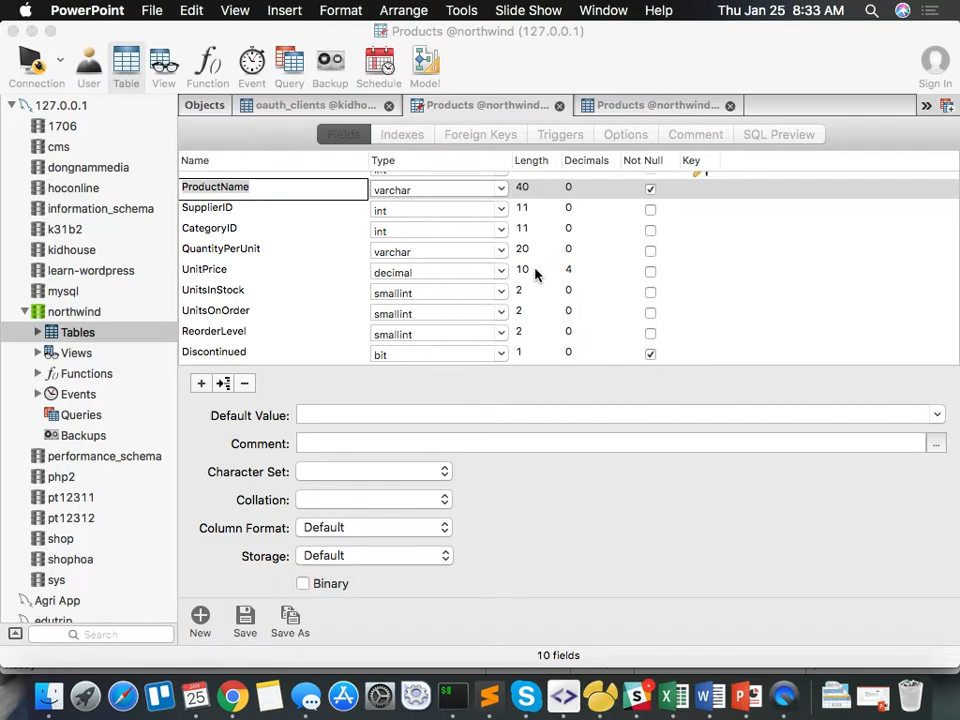 PowerPoint File Edit View Insert Format Arrange Tools Slide Show Window Help Thu Jan 25 8:33 AM
Products @northwind (127.0.0.1)
Connection User Table View Function Event Query Backup Schedule Model Sign In
Objects oauth_clients @kidho... Products @northwind... Products @northwind...
127.0.0.1
1706
cms
dongnammedia
hoconline
information_schema
k31b2
kidhouse
learn-wordpress
mysql
northwind
Tables
Views
Functions
Events
Queries
Backups
performance_schema
php2
pt12311
pt12312
shop
shophoa
sys
Agri App
Search
Fields Indexes Foreign Keys Triggers Options Comment SQL Preview
Name Type Length Decimals Not Null Key
ProductName varchar 40 0
SupplierID int 11 0
CategoryID int 11 0
QuantityPerUnit varchar 20 0
UnitPrice decimal 10 4
UnitsInStock smallint 2 0
UnitsOnOrder smallint 2 0
ReorderLevel smallint 2 0
Discontinued bit 1 0
Default Value:
Comment: ...
Character Set:
Collation:
Column Format: Default
Storage: Default
Binary
New Save Save As
10 fields
JAN
25